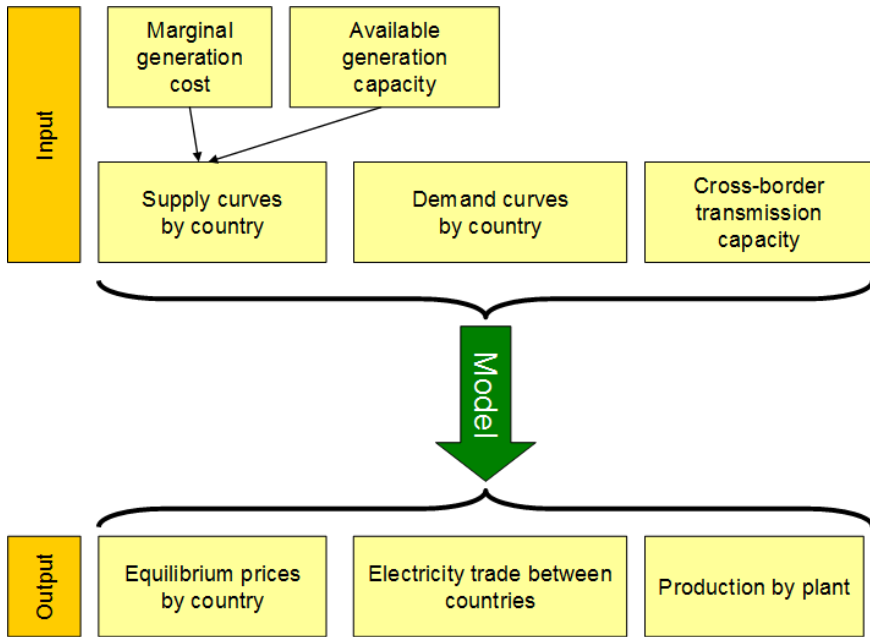 Input
Marginal
generation
cost
Available
generation
capacity
Supply curves
by country
Demand curves
by country
Cross-border
transmission
capacity
Model
Output
Equilibrium prices
by country
Electricity trade between
countries
Production by plant